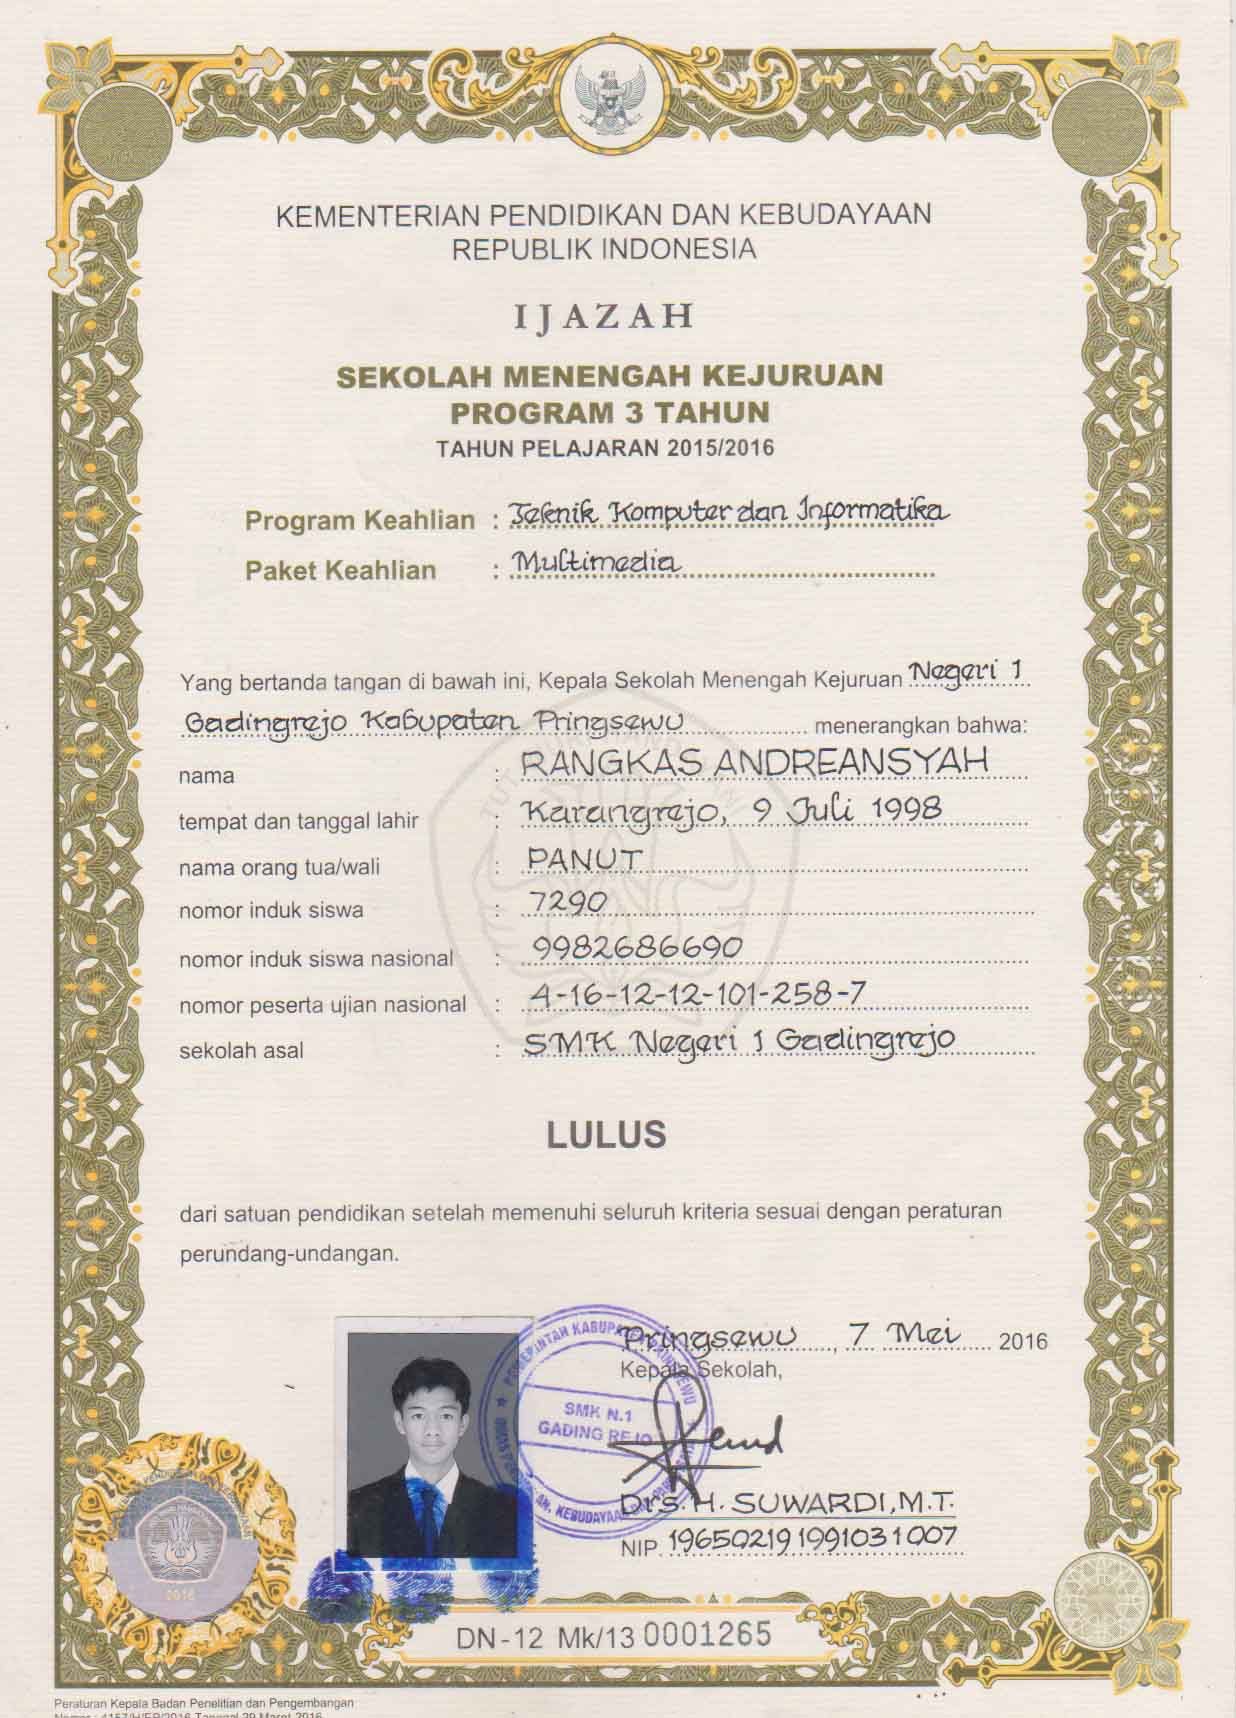 KEMENTERIAN PENDIDIKAN DAN KEBUDAYAAN
REPUBLIK INDONESIA
IJAZAH
SEKOLAH MENENGAH KEJURUAN
PROGRAM 3 TAHUN
TAHUN PELAJARAN 2015/2016
Program Keahlian : Teknik Komputer dan Informatika
Paket Keahlian : Multimedia
Yang bertanda tangan di bawah ini, Kepala Sekolah Menengah Kejuruan Negeri 1
Gadingrejo Kabupaten Pringsewu menerangkan bahwa:
nama : RANGKAS ANDREANSYAH
tempat dan tanggal lahir : Karangrejo, 9 Juli 1998
nama orang tua/wali : PANUT
nomor induk siswa : 7290
nomor induk siswa nasional : 9982686690
nomor peserta ujian nasional : 4-16-12-12-101-258-7
sekolah asal : SMK Negeri 1 Gadingrejo
LULUS
dari satuan pendidikan setelah memenuhi seluruh kriteria sesuai dengan peraturan
perundang-undangan.
Pringsewu, 7 Mei 2016
Kepala Sekolah,
SMK N.1
GADING REJO
Drs. H. SUWARDI, M.T.
NIP. 196502191991031007
2016
DN-12 Mk/13 0001265
Peraturan Kepala Badan Penelitian dan Pengembangan